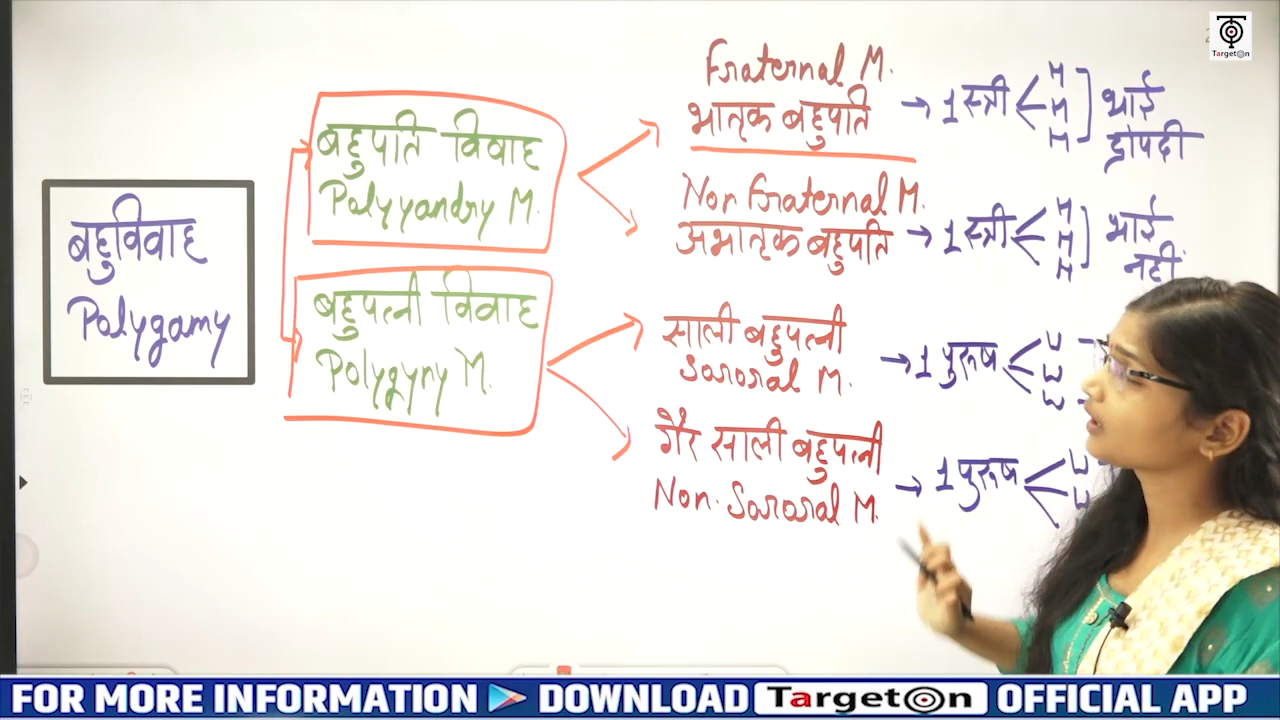 TargetOn
बहुविवाह
Polygamy
बहुपति विवाह
Polyyandry M.
बहुपत्नी विवाह
Polygyny M.
Fraternal M.
भातृक बहुपति → 1 स्त्री < H H H ] भाई द्रोपदी
Non Fraternal M.
अभातृक बहुपति → 1 स्त्री < H H H ] भाई नहीं
साली बहुपत्नी
Sororal M. → 1 पुरूष < W W W
गैर साली बहुपत्नी
Non. Sororal M. → 1 पुरूष < W W
FOR MORE INFORMATION DOWNLOAD TargetOn OFFICIAL APP